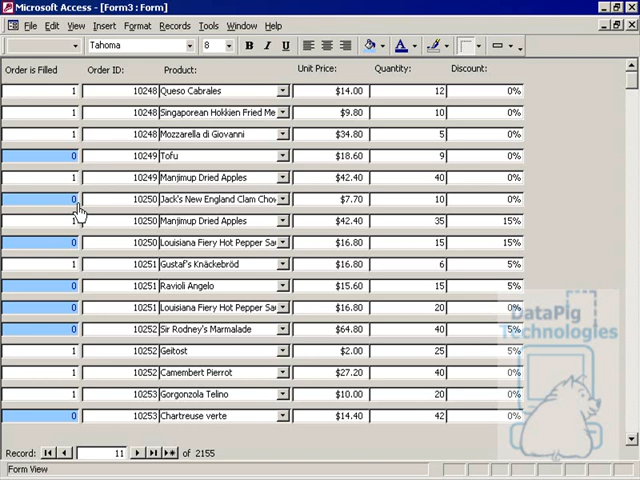 Microsoft Access - [Form3 : Form]
File Edit View Insert Format Records Tools Window Help
Tahoma 8 B I U A
Order is Filled Order ID: Product: Unit Price: Quantity: Discount:
1 10248 Queso Cabrales $14.00 12 0%
1 10248 Singaporean Hokkien Fried Me $9.80 10 0%
1 10248 Mozzarella di Giovanni $34.80 5 0%
0 10249 Tofu $18.60 9 0%
1 10249 Manjimup Dried Apples $42.40 40 0%
0 10250 Jack's New England Clam Chow $7.70 10 0%
1 10250 Manjimup Dried Apples $42.40 35 15%
0 10250 Louisiana Fiery Hot Pepper Sau $16.80 15 15%
1 10251 Gustaf's Knäckebröd $16.80 6 5%
0 10251 Ravioli Angelo $15.60 15 5%
0 10251 Louisiana Fiery Hot Pepper Sau $16.80 20 0%
0 10252 Sir Rodney's Marmalade $64.80 40 5%
1 10252 Geitost $2.00 25 5%
1 10252 Camembert Pierrot $27.20 40 0%
1 10253 Gorgonzola Telino $10.00 20 0%
0 10253 Chartreuse verte $14.40 42 0%
DataPig
Technologies
Record: 11 of 2155
Form View